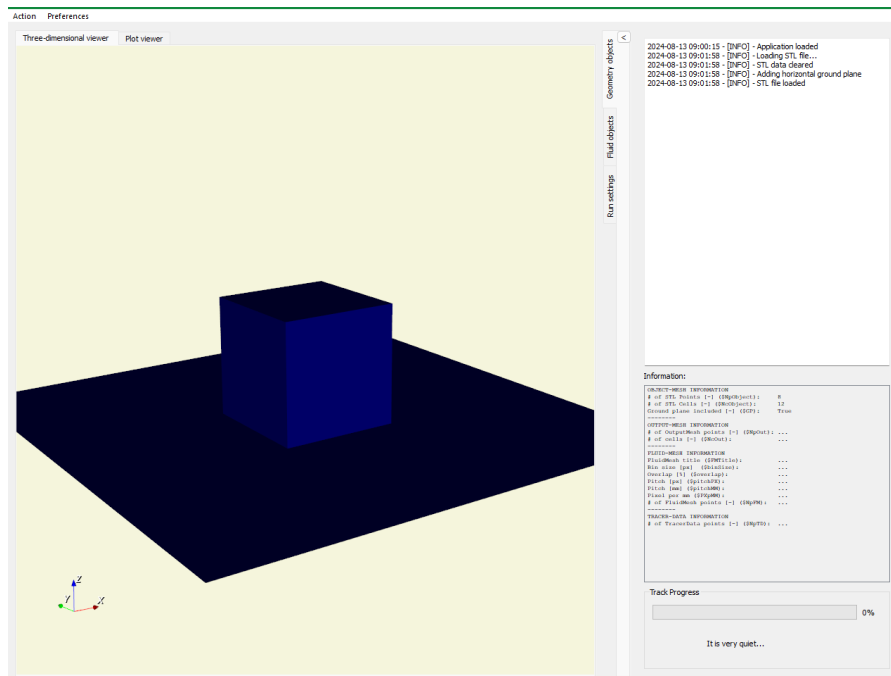 Action Preferences
Three-dimensional viewer Plot viewer
Geometry objects
Fluid objects
Run settings
<
2024-08-13 09:00:15 - [INFO] - Application loaded
2024-08-13 09:01:58 - [INFO] - Loading STL file...
2024-08-13 09:01:58 - [INFO] - STL data cleared
2024-08-13 09:01:58 - [INFO] - Adding horizontal ground plane
2024-08-13 09:01:58 - [INFO] - STL file loaded
Information:
OBJECT-MESH INFORMATION
# of STL Points [-] ($NpObject): 8
# of STL Cells [-] ($NcObject): 12
Ground plane included [-] ($GP): True
--------
OUTPUT-MESH INFORMATION
# of OutputMesh points [-] ($NpOut): ...
# of cells [-] ($NcOut): ...
--------
FLUID-MESH INFORMATION
FluidMesh title ($FMTitle): ...
Bin size [px] ($binSize): ...
Overlap [%] ($overlap): ...
Pitch [px] ($pitchPX): ...
Pitch [mm] ($pitchMM): ...
Pixel per mm ($PXpMM): ...
# of FluidMesh points [-] ($NpFM): ...
--------
TRACER-DATA INFORMATION
# of TracerData points [-] ($NpTD): ...
Track Progress
0%
It is very quiet...
Z
Y X